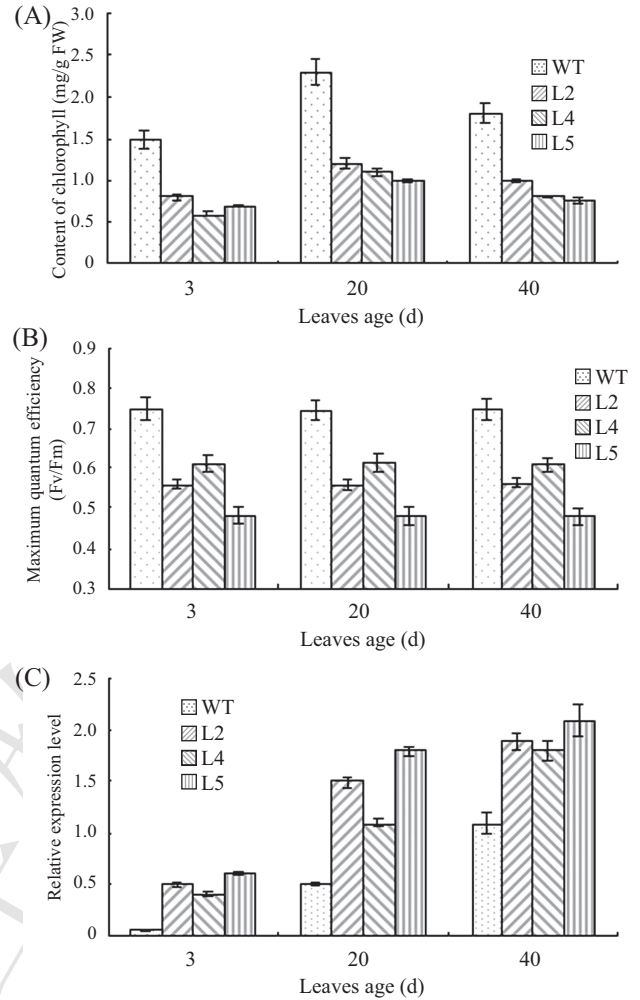 (A)
Content of chlorophyll (mg/g FW)
3.0
2.5
2.0
1.5
1.0
0.5
0
WT
L2
L4
L5
3 20 40
Leaves age (d)
(B)
Maximum quantum efficiency
(Fv/Fm)
0.9
0.8
0.7
0.6
0.5
0.4
0.3
WT
L2
L4
L5
3 20 40
Leaves age (d)
(C)
Relative expression level
2.5
2.0
1.5
1.0
0.5
0
WT
L2
L4
L5
3 20 40
Leaves age (d)